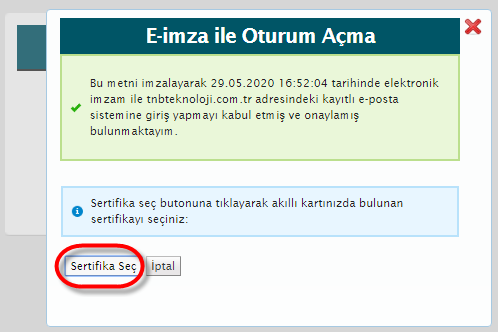 E-imza ile Oturum Açma
Bu metni imzalayarak 29.05.2020 16:52:04 tarihinde elektronik
imzam ile tnbteknoloji.com.tr adresindeki kayıtlı e-posta
sistemine giriş yapmayı kabul etmiş ve onaylamış
bulunmaktayım.
Sertifika seç butonuna tıklayarak akıllı kartınızda bulunan
sertifikayı seçiniz:
Sertifika Seç İptal